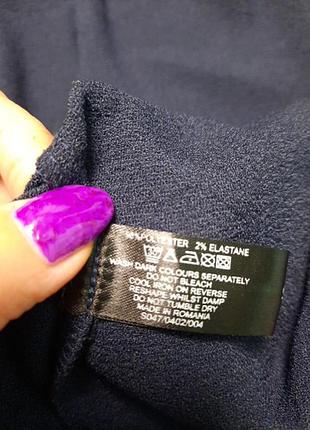 POLYESTER 2% ELASTANE
WASH DARK COLOURS SEPARATELY
DO NOT BLEACH
COOL IRON ON REVERSE
RESHAPE WHILST DAMP
DO NOT TUMBLE DRY
MADE IN ROMANIA
S047/0402/004